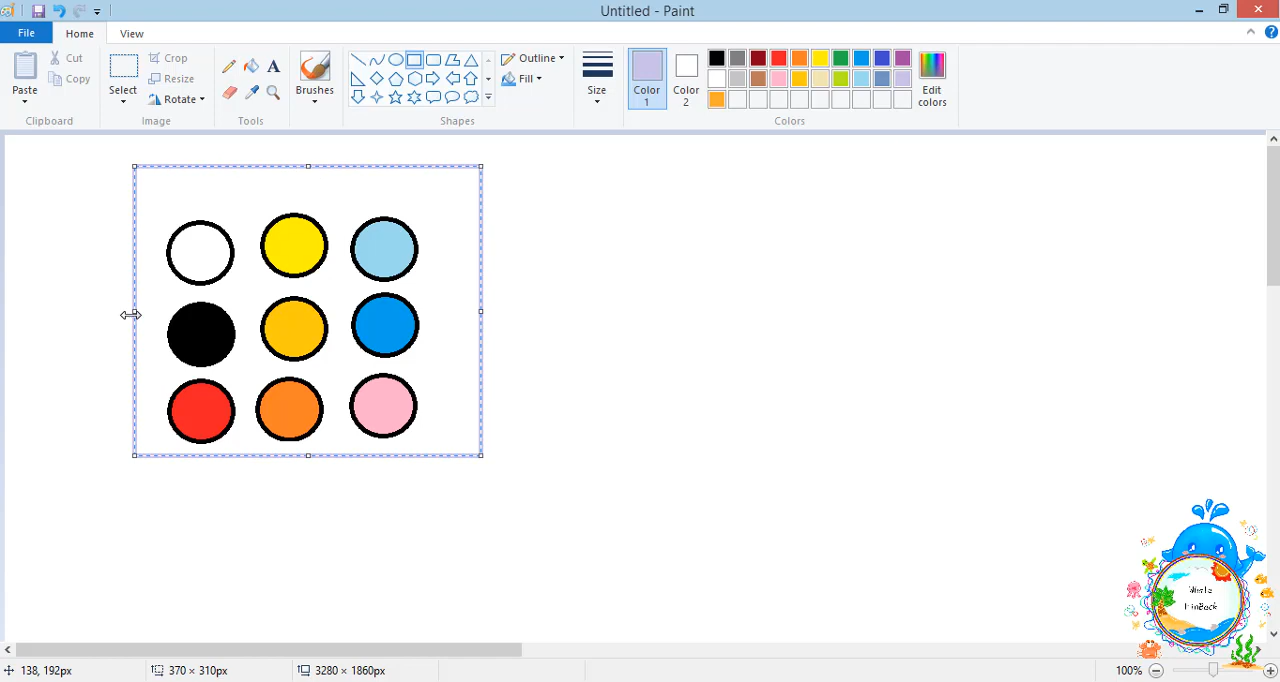 Untitled - Paint
File Home View
Paste
Cut
Copy
Clipboard
Select
Crop
Resize
Rotate
Image
Tools
Brushes
Shapes
Outline
Fill
Size
Color 1
Color 2
Edit colors
Colors
138, 192px
370 × 310px
3280 × 1860px
100%